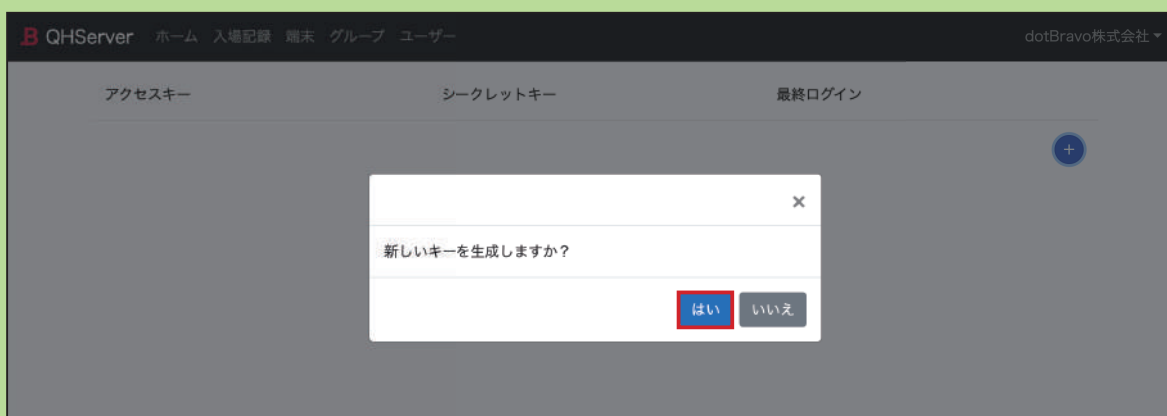 B QHServer ホーム 入場記録 端末 グループ ユーザー dotBravo株式会社
アクセスキー シークレットキー 最終ログイン
+
×
新しいキーを生成しますか？
はい いいえ